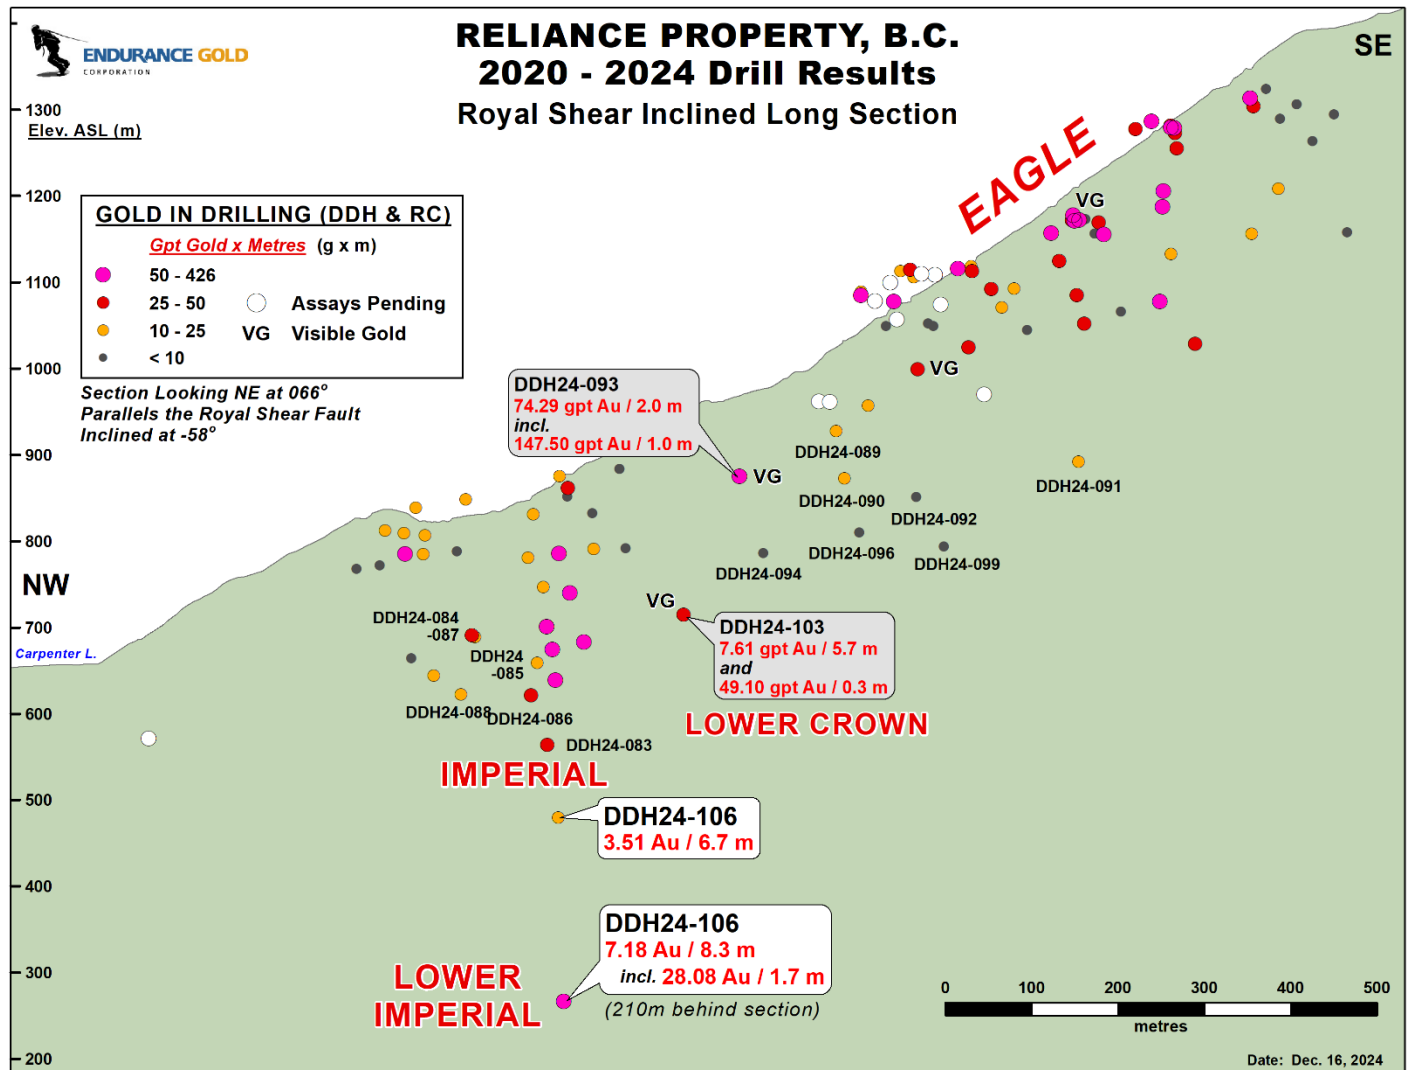 ENDURANCE GOLD
CORPORATION
RELIANCE PROPERTY, B.C.
2020 - 2024 Drill Results
Royal Shear Inclined Long Section
SE
1300
Elev. ASL (m)
1200
1100
1000
900
800
700
600
500
400
300
200
GOLD IN DRILLING (DDH & RC)
Gpt Gold x Metres (g x m)
50 - 426
25 - 50
Assays Pending
10 - 25
VG Visible Gold
< 10
Section Looking NE at 066°
Parallels the Royal Shear Fault
Inclined at -58°
EAGLE
VG
VG
DDH24-093
74.29 gpt Au / 2.0 m
incl.
147.50 gpt Au / 1.0 m
VG
DDH24-089
DDH24-090
DDH24-091
DDH24-092
DDH24-096
DDH24-099
DDH24-094
NW
Carpenter L.
VG
DDH24-103
7.61 gpt Au / 5.7 m
and
49.10 gpt Au / 0.3 m
LOWER CROWN
DDH24-084
-087
DDH24
-085
DDH24-088
DDH24-086
DDH24-083
IMPERIAL
DDH24-106
3.51 Au / 6.7 m
DDH24-106
7.18 Au / 8.3 m
incl. 28.08 Au / 1.7 m
(210m behind section)
LOWER
IMPERIAL
0 100 200 300 400 500
metres
Date: Dec. 16, 2024